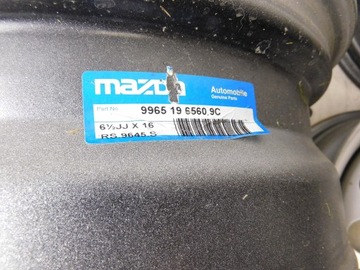 mazda
Automobile
Genuine Parts
Part No. 9965 19 6560.9C
6½JJ X 16
RS.9645.S